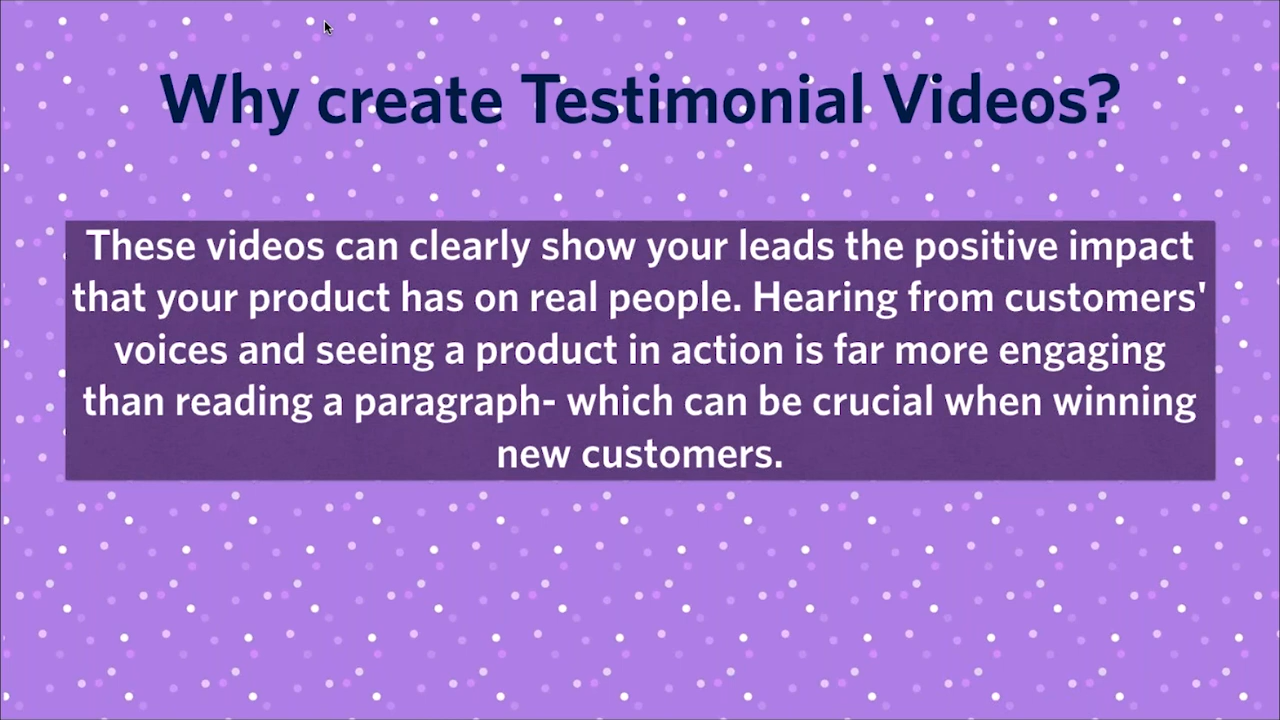 Why create Testimonial Videos?
These videos can clearly show your leads the positive impact
that your product has on real people. Hearing from customers'
voices and seeing a product in action is far more engaging
than reading a paragraph- which can be crucial when winning
new customers.